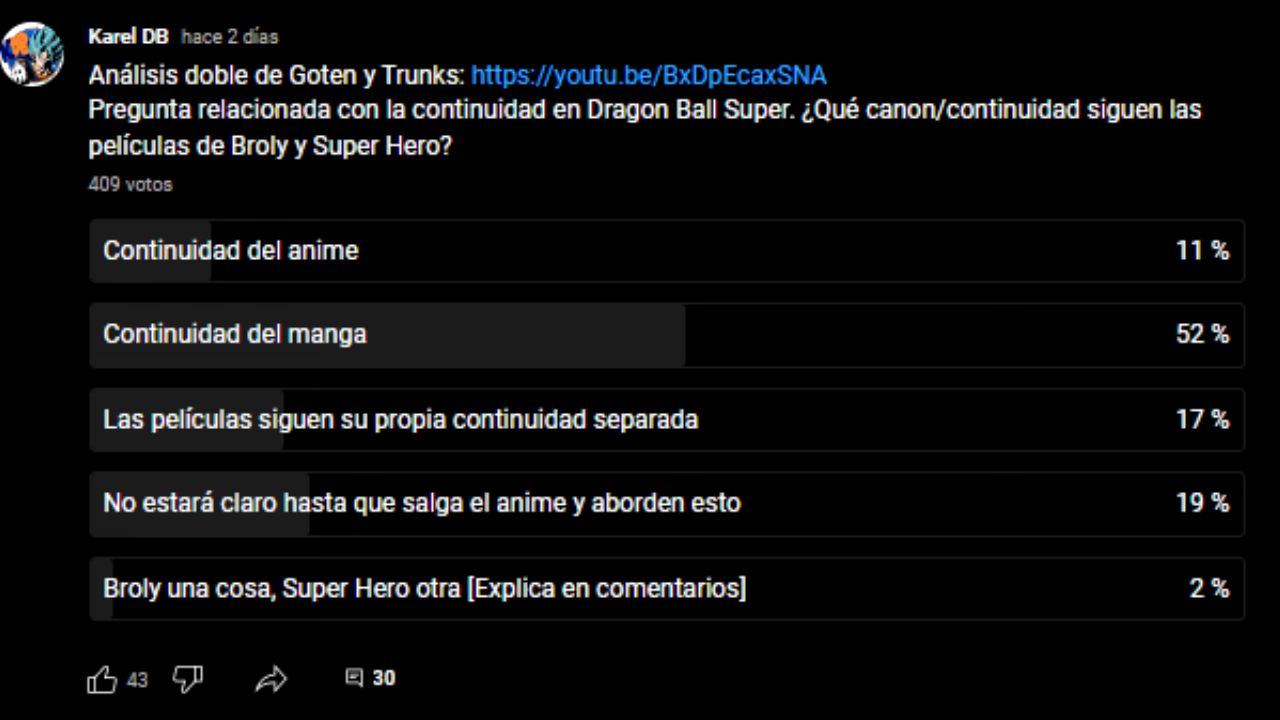 Karel DB hace 2 días
Análisis doble de Goten y Trunks: https://youtu.be/BxDpEcaxSNA
Pregunta relacionada con la continuidad en Dragon Ball Super. ¿Qué canon/continuidad siguen las
películas de Broly y Super Hero?
409 votos
Continuidad del anime 11 %
Continuidad del manga 52 %
Las películas siguen su propia continuidad separada 17 %
No estará claro hasta que salga el anime y aborden esto 19 %
Broly una cosa, Super Hero otra [Explica en comentarios] 2 %
43 30